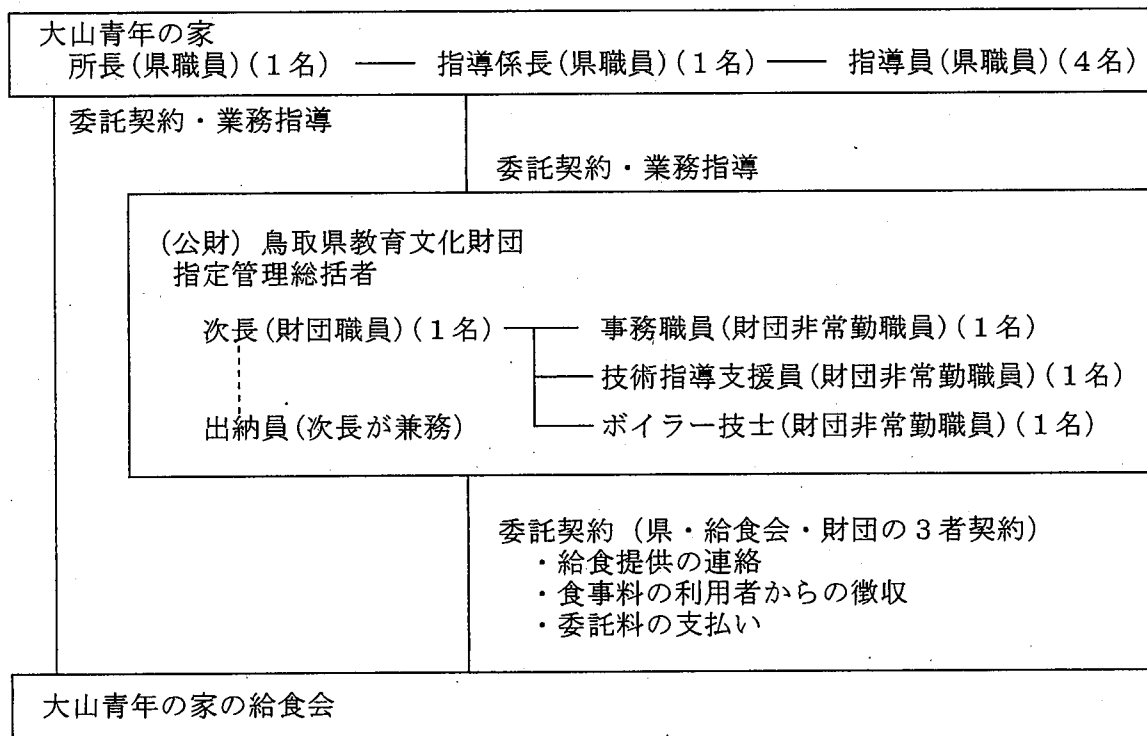 大山青年の家
所長(県職員)(1名) ―― 指導係長(県職員)(1名) ―― 指導員(県職員)(4名)
委託契約・業務指導
委託契約・業務指導
(公財)鳥取県教育文化財団
指定管理総括者
次長(財団職員)(1名) 事務職員(財団非常勤職員)(1名)
技術指導支援員(財団非常勤職員)(1名)
出納員(次長が兼務) ボイラー技士(財団非常勤職員)(1名)
委託契約(県・給食会・財団の3者契約)
・給食提供の連絡
・食事料の利用者からの徴収
・委託料の支払い
大山青年の家の給食会